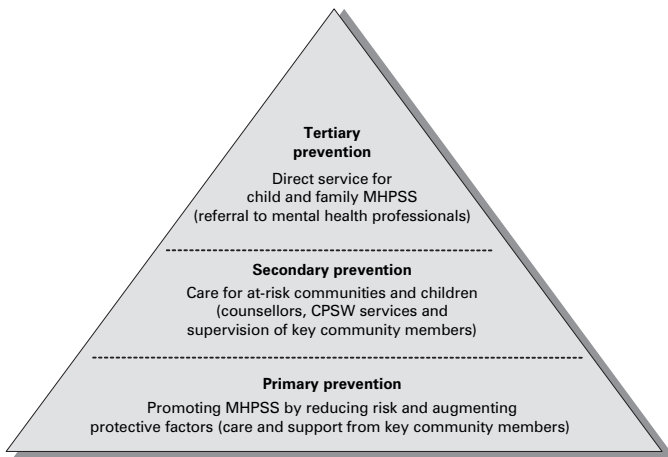 Tertiary
prevention
Direct service for
child and family MHPSS
(referral to mental health professionals)
Secondary prevention
Care for at-risk communities and children
(counsellors, CPSW services and
supervision of key community members)
Primary prevention
Promoting MHPSS by reducing risk and augmenting
protective factors (care and support from key community members)